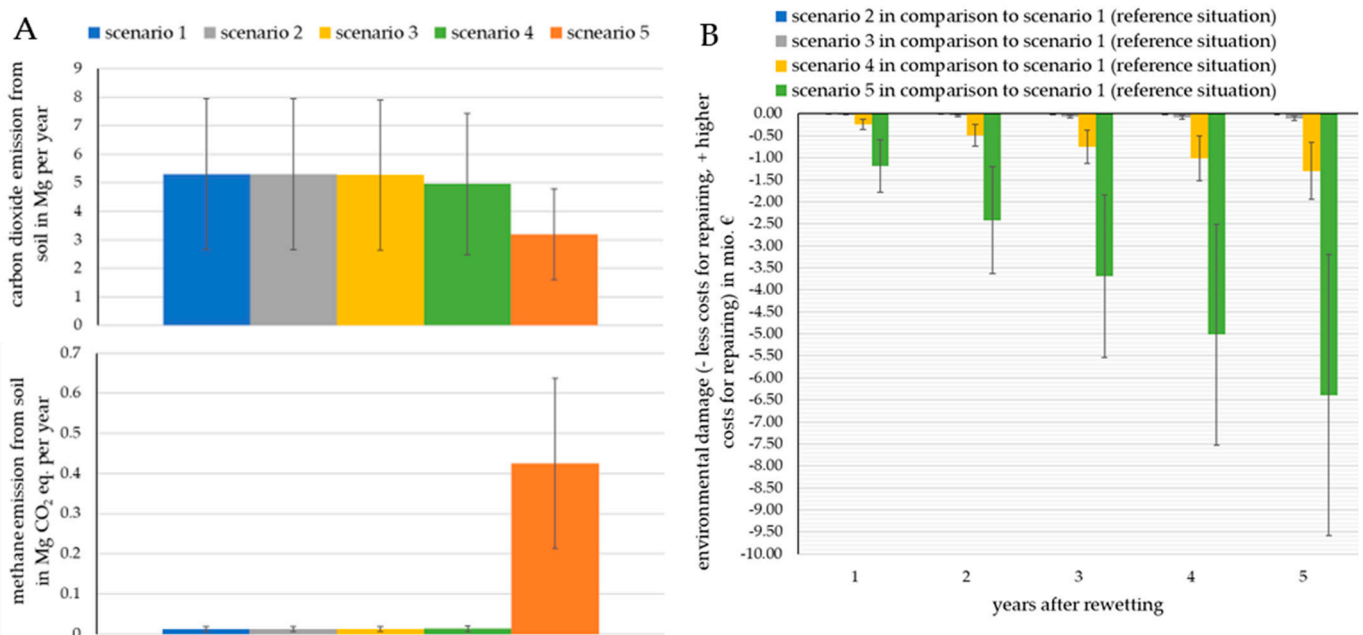 A
scenario 1 scenario 2 scenario 3 scenario 4 scneario 5
carbon dioxide emission from
soil in Mg per year
9
8
7
6
5
4
3
2
1
0
methane emission from soil
in Mg CO₂ eq. per year
0.7
0.6
0.5
0.4
0.3
0.2
0.1
0
B
scenario 2 in comparison to scenario 1 (reference situation)
scenario 3 in comparison to scenario 1 (reference situation)
scenario 4 in comparison to scenario 1 (reference situation)
scenario 5 in comparison to scenario 1 (reference situation)
environmental damage (- less costs for repairing, + higher
costs for repairing) in mio. €
0.00
-0.50
-1.00
-1.50
-2.00
-2.50
-3.00
-3.50
-4.00
-4.50
-5.00
-5.50
-6.00
-6.50
-7.00
-7.50
-8.00
-8.50
-9.00
-9.50
-10.00
1 2 3 4 5
years after rewetting